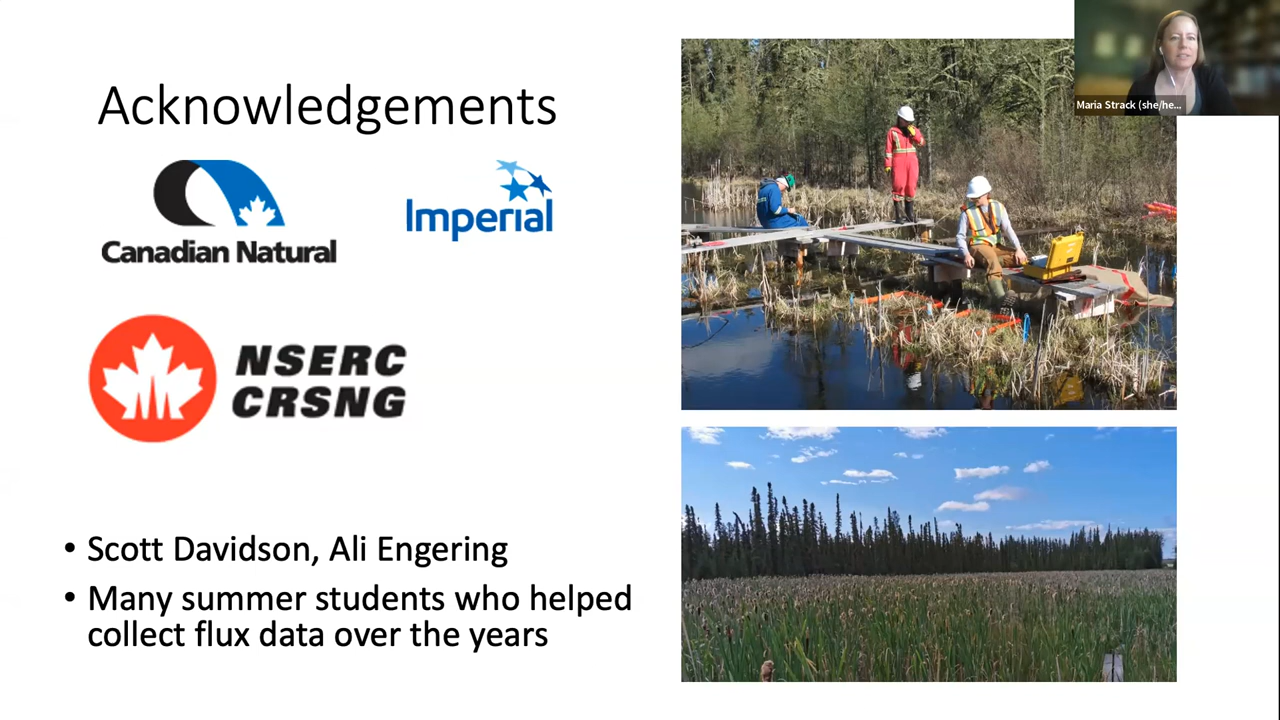 Acknowledgements
Canadian Natural
Imperial
NSERC
CRSNG
• Scott Davidson, Ali Engering
• Many summer students who helped
collect flux data over the years
Maria Strack (she/he...